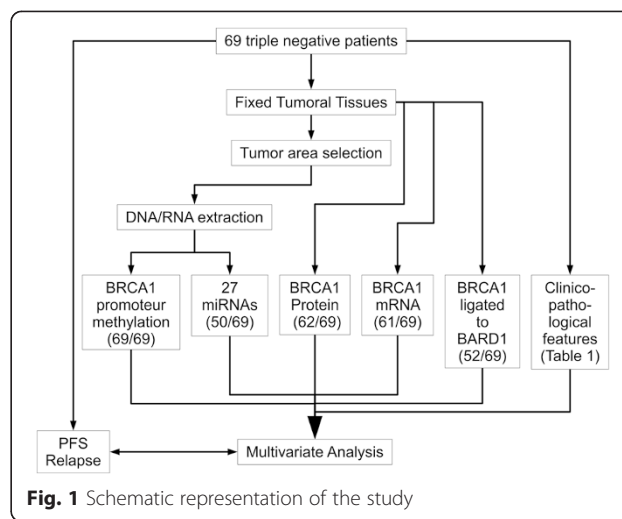 69 triple negative patients
Fixed Tumoral Tissues
Tumor area selection
DNA/RNA extraction
BRCA1
promoteur
methylation
(69/69)
27
miRNAs
(50/69)
BRCA1
Protein
(62/69)
BRCA1
mRNA
(61/69)
BRCA1
ligated
to
BARD1
(52/69)
Clinico-
patho-
logical
features
(Table 1)
PFS
Relapse
Multivariate Analysis
Fig. 1 Schematic representation of the study